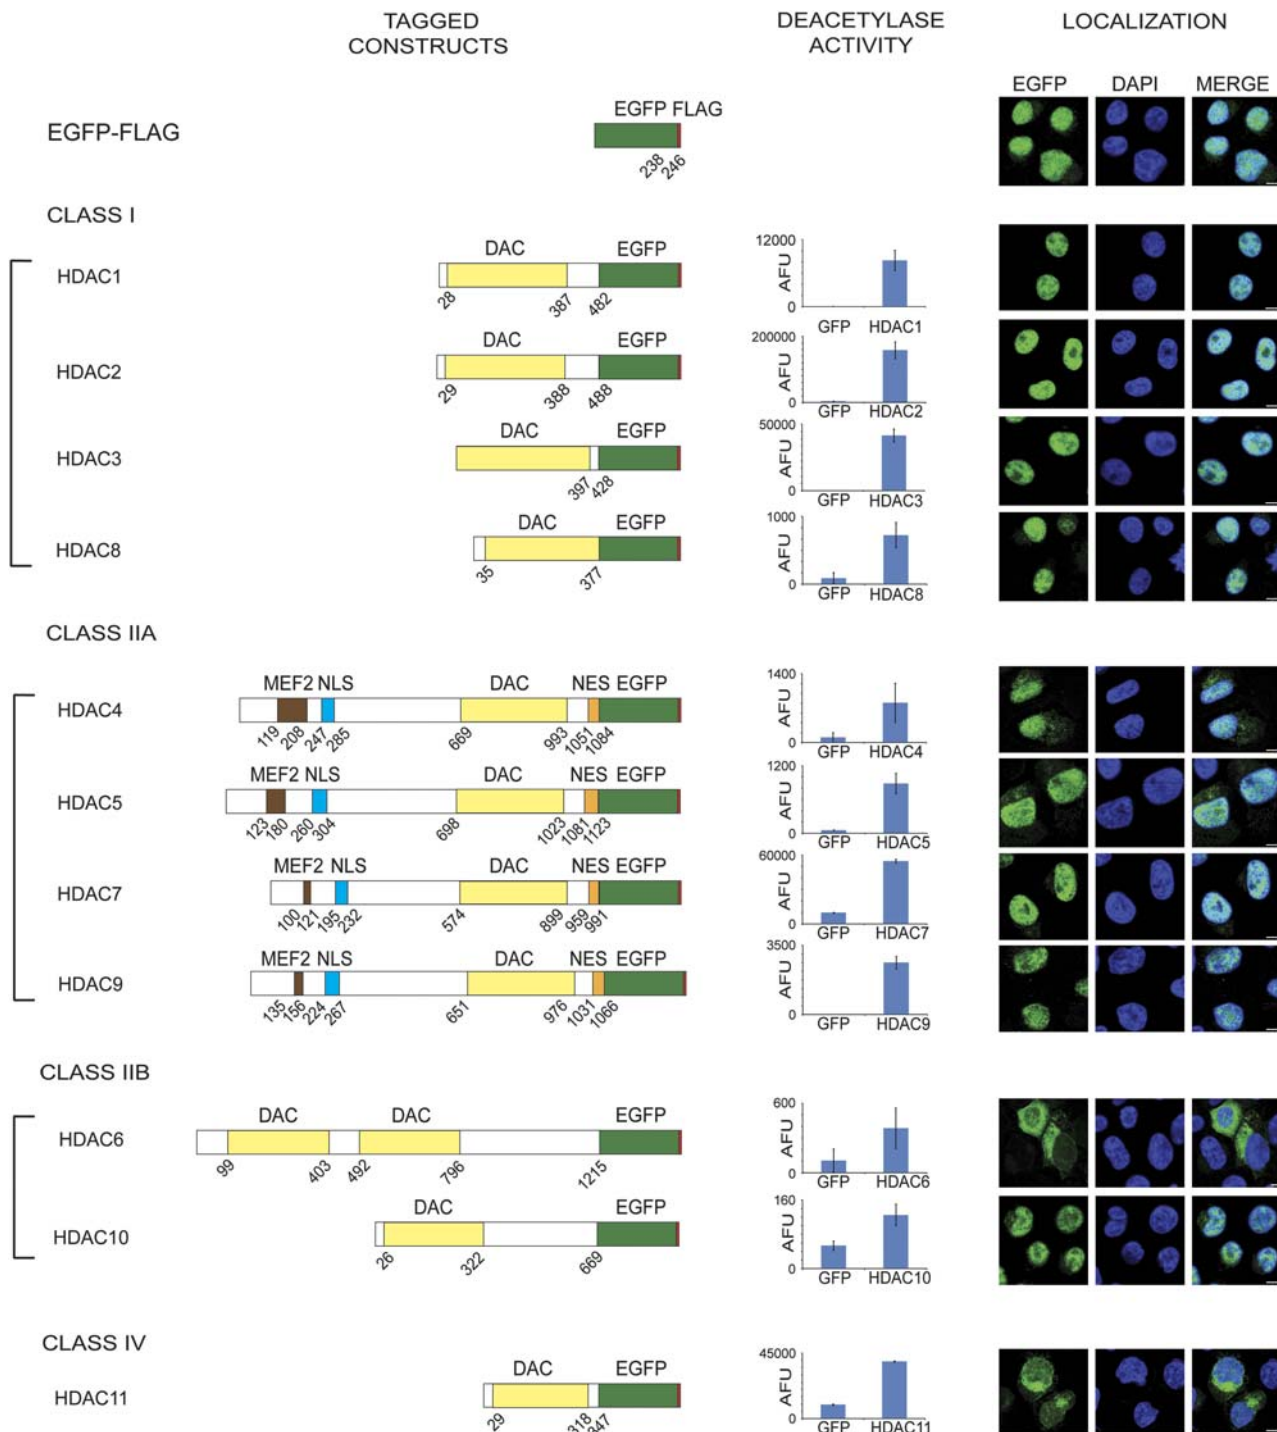 TAGGED CONSTRUCTS
DEACETYLASE ACTIVITY
LOCALIZATION
EGFP DAPI MERGE
EGFP-FLAG
EGFP FLAG
238 246
CLASS I
HDAC1
DAC EGFP
28 387 482
12000
AFU
0
GFP HDAC1
HDAC2
DAC EGFP
29 388 488
200000
AFU
0
GFP HDAC2
HDAC3
DAC EGFP
397 428
50000
AFU
0
GFP HDAC3
HDAC8
DAC EGFP
35 377
1000
AFU
0
GFP HDAC8
CLASS IIA
HDAC4
MEF2 NLS DAC NES EGFP
119 208 247 285 669 993 1051 1084
1400
AFU
0
GFP HDAC4
HDAC5
MEF2 NLS DAC NES EGFP
123 180 260 304 698 1023 1081 1123
1200
AFU
0
GFP HDAC5
HDAC7
MEF2 NLS DAC NES EGFP
100 121 195 232 574 899 959 991
60000
AFU
0
GFP HDAC7
HDAC9
MEF2 NLS DAC NES EGFP
135 156 224 267 651 976 1031 1066
3500
AFU
0
GFP HDAC9
CLASS IIB
HDAC6
DAC DAC EGFP
99 403 492 796 1215
600
AFU
0
GFP HDAC6
HDAC10
DAC EGFP
26 322 669
160
AFU
0
GFP HDAC10
CLASS IV
HDAC11
DAC EGFP
29 318 347
45000
AFU
0
GFP HDAC11